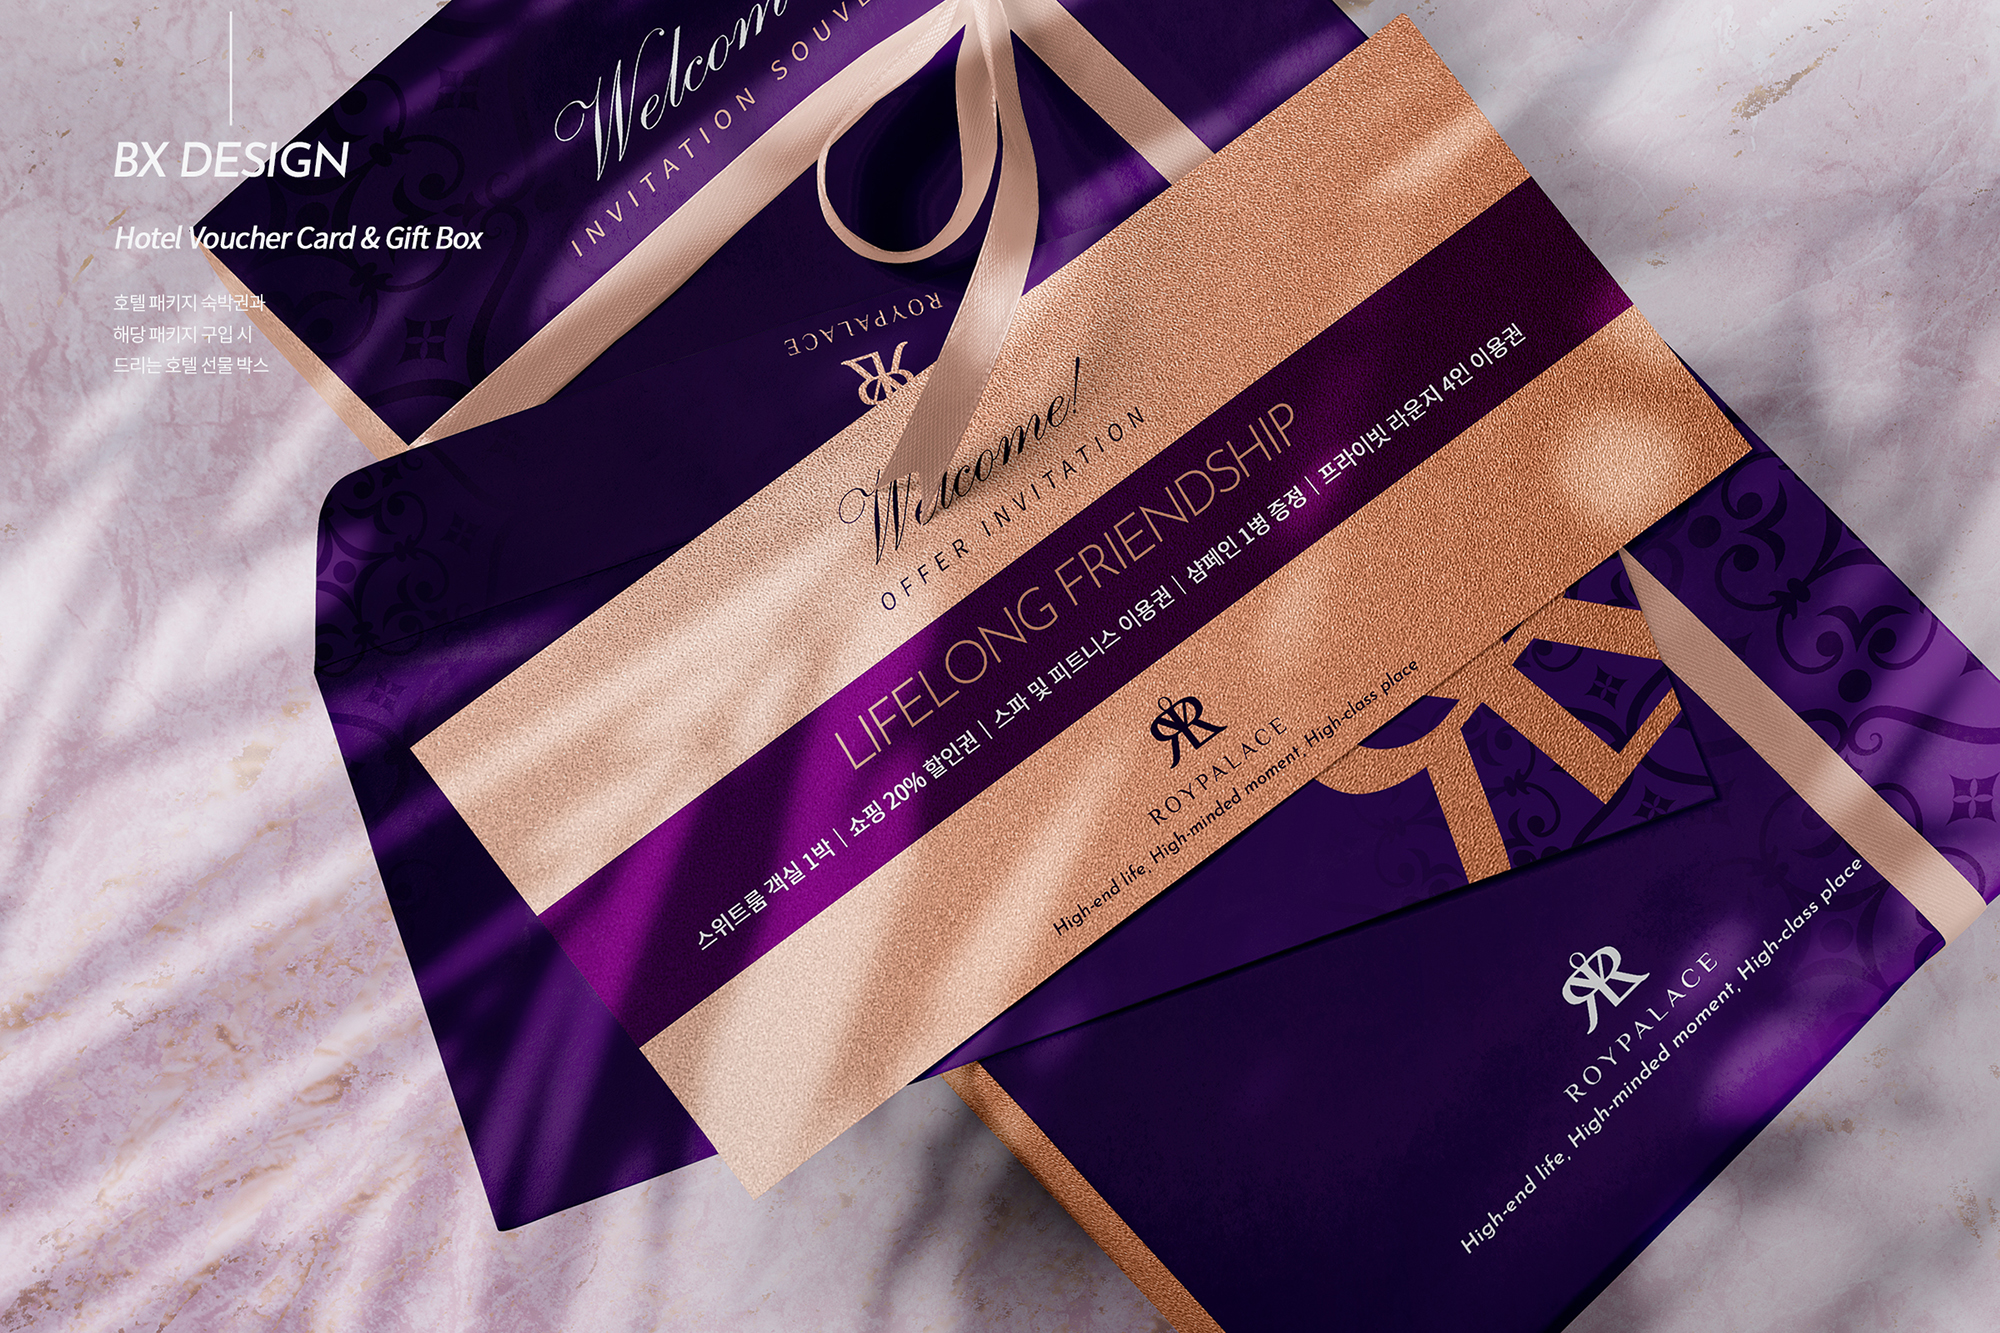 BX DESIGN
Hotel Voucher Card & Gift Box
호텔 패키지 숙박권과
해당 패키지 구입 시
드리는 호텔 선물 박스
INVITATION
ROYPALACE
Welcome!
OFFER INVITATION
LIFELONG FRIENDSHIP
스위트룸 객실 1박 | 쇼핑 20% 할인권 | 스파 및 피트니스 이용권 | 샴페인 1병 증정 | 프라이빗 라운지 4인 이용권
ROYPALACE
High-end life, High-minded moment, High-class place
ROYPALACE
High-end life, High-minded moment, High-class place